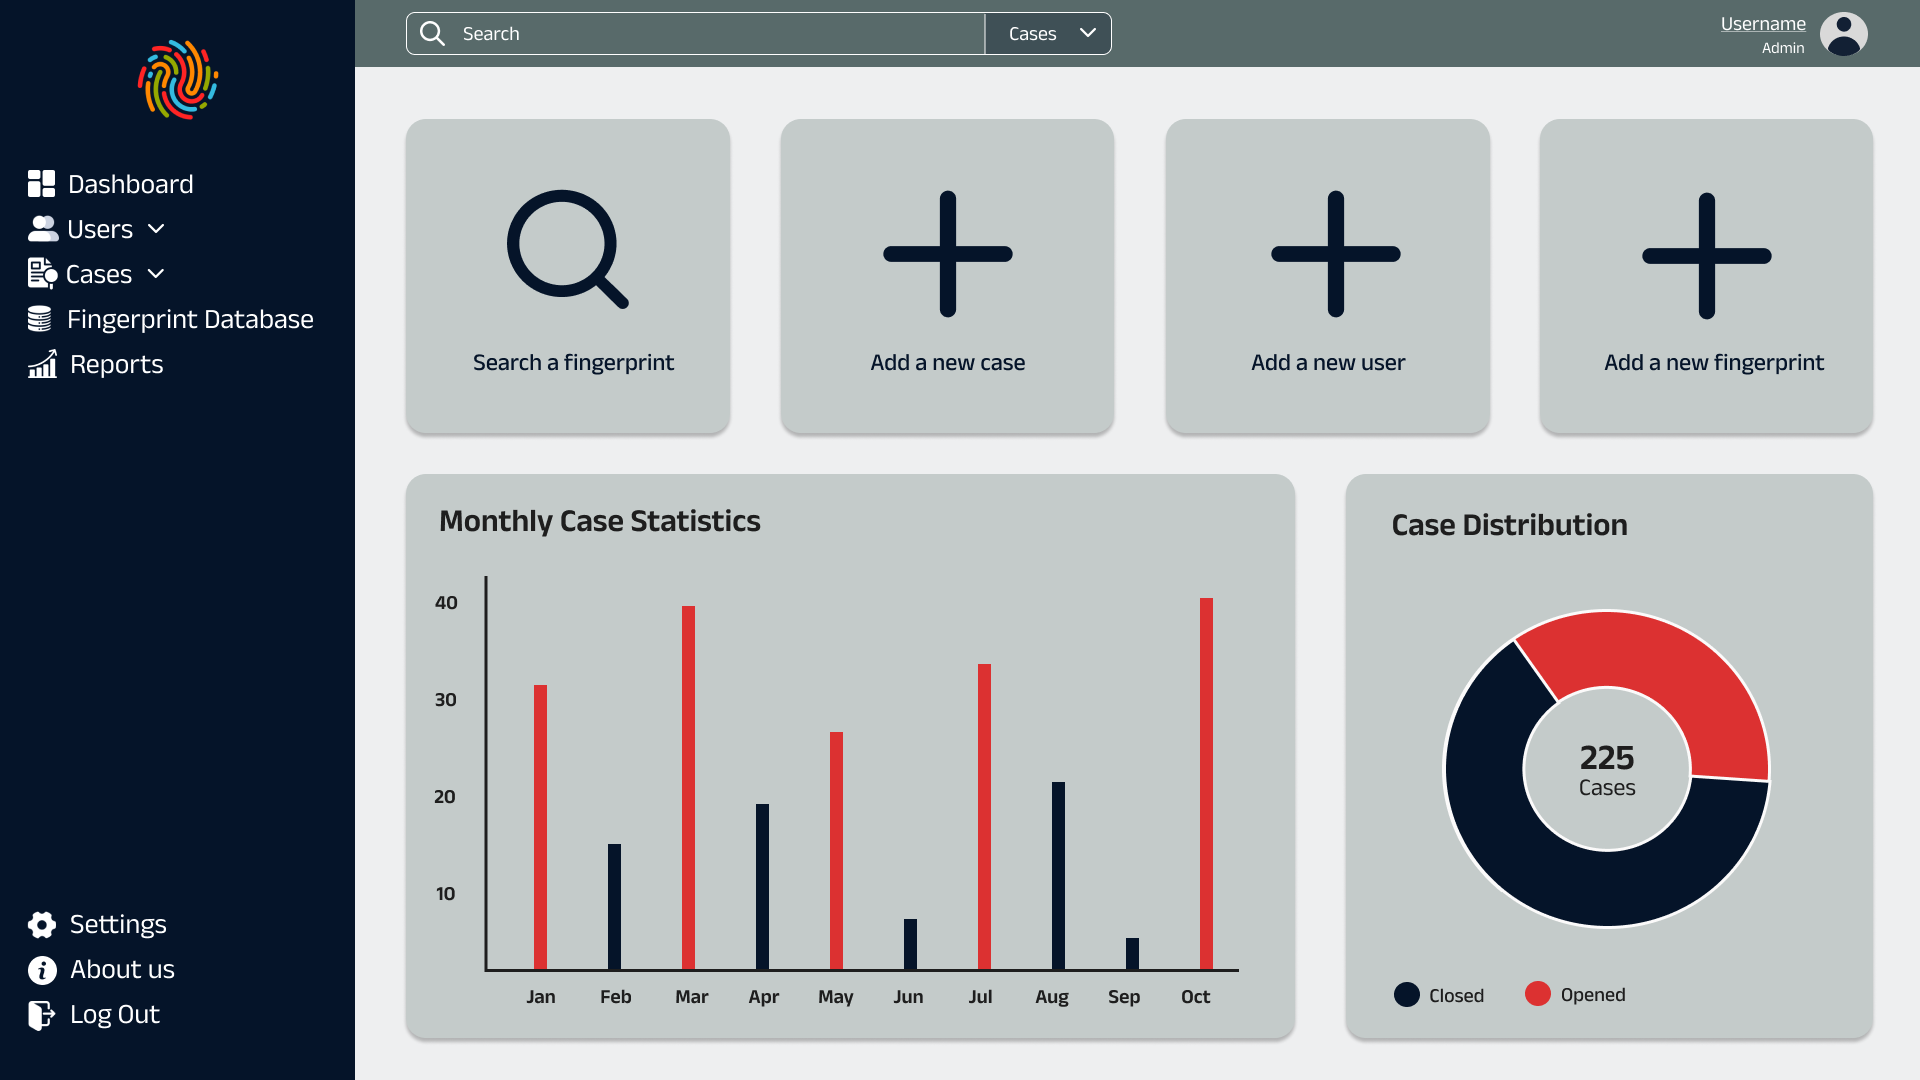 Search
Cases
Username
Admin
Dashboard
Users
Cases
Fingerprint Database
Reports
Settings
About us
Log Out
Search a fingerprint
Add a new case
Add a new user
Add a new fingerprint
Monthly Case Statistics
40
30
20
10
Jan Feb Mar Apr May Jun Jul Aug Sep Oct
Case Distribution
225
Cases
Closed
Opened